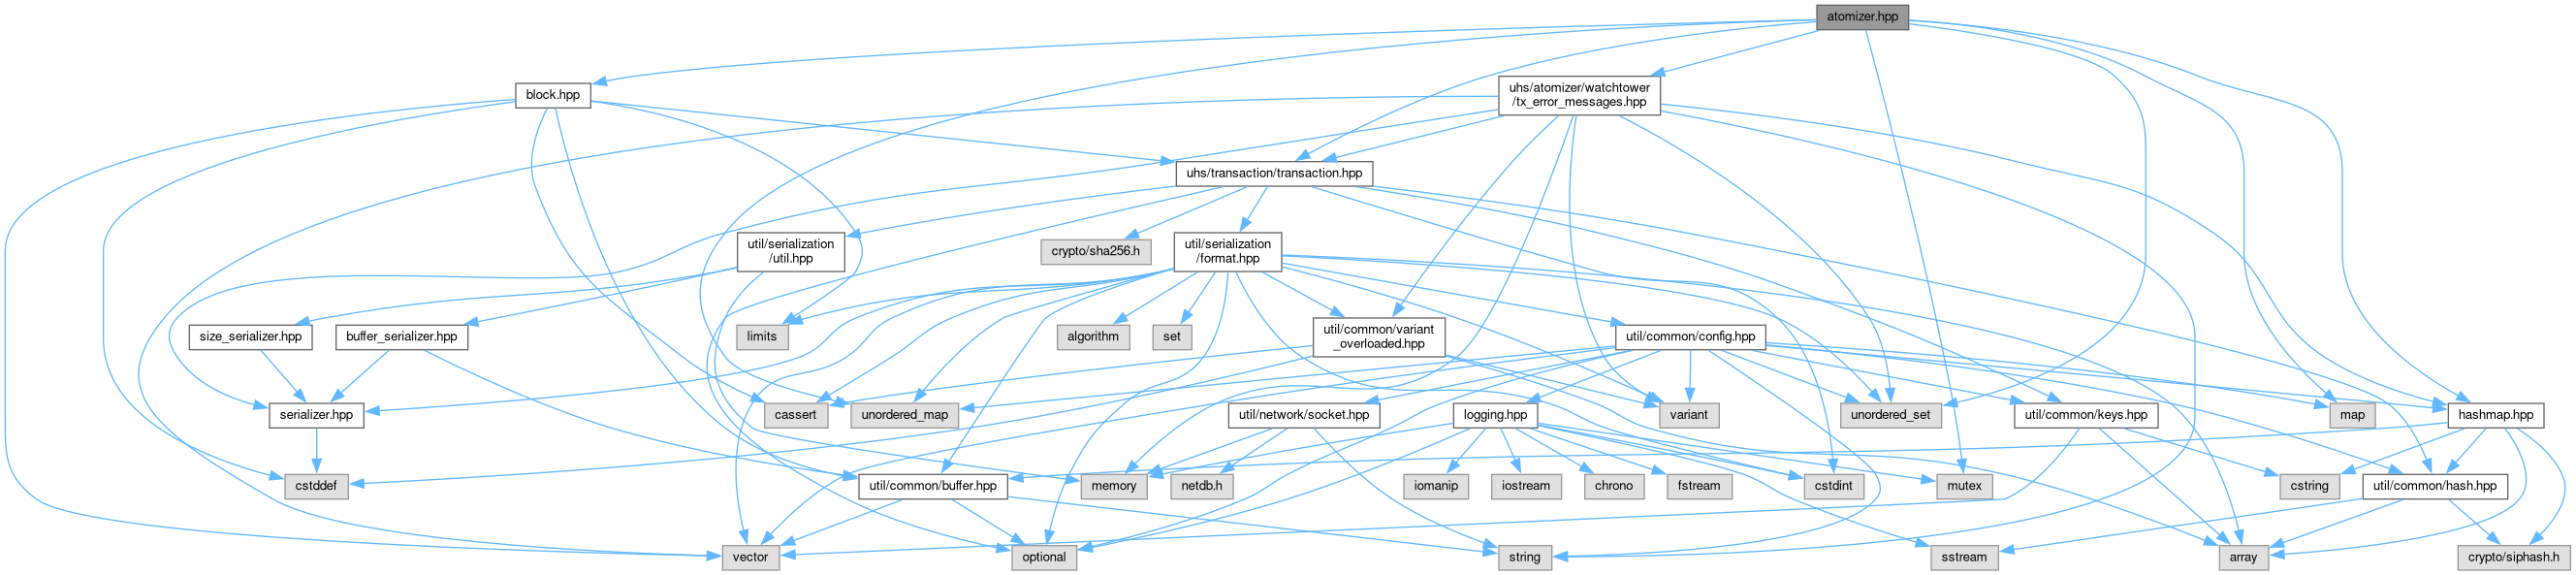 atomizer.hpp
block.hpp
uhs/atomizer/watchtower
/tx_error_messages.hpp
uhs/transaction/transaction.hpp
util/serialization
/util.hpp
crypto/sha256.h
util/serialization
/format.hpp
size_serializer.hpp
buffer_serializer.hpp
limits
algorithm
set
util/common/variant
_overloaded.hpp
util/common/config.hpp
serializer.hpp
cassert
unordered_map
util/network/socket.hpp
logging.hpp
variant
unordered_set
util/common/keys.hpp
map
hashmap.hpp
cstddef
util/common/buffer.hpp
memory
netdb.h
iomanip
iostream
chrono
fstream
cstdint
mutex
cstring
util/common/hash.hpp
vector
optional
string
sstream
array
crypto/siphash.h